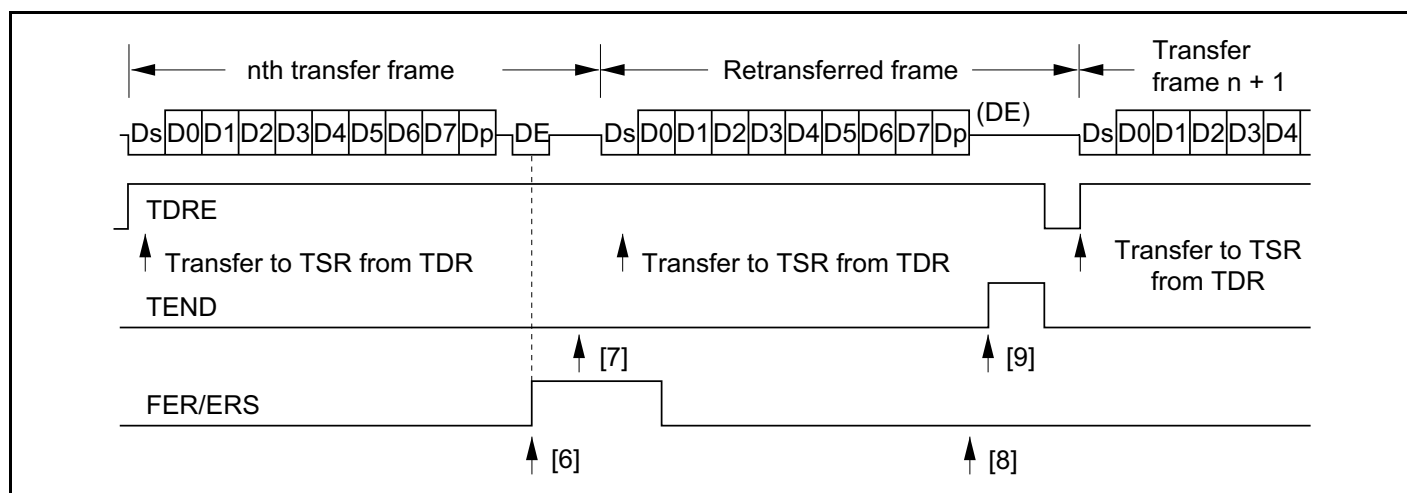 nth transfer frame
Retransferred frame
Transfer
frame n + 1
Ds D0 D1 D2 D3 D4 D5 D6 D7 Dp DE
Ds D0 D1 D2 D3 D4 D5 D6 D7 Dp (DE)
Ds D0 D1 D2 D3 D4
TDRE
Transfer to TSR from TDR
Transfer to TSR from TDR
Transfer to TSR
from TDR
TEND
[7]
[9]
FER/ERS
[6]
[8]